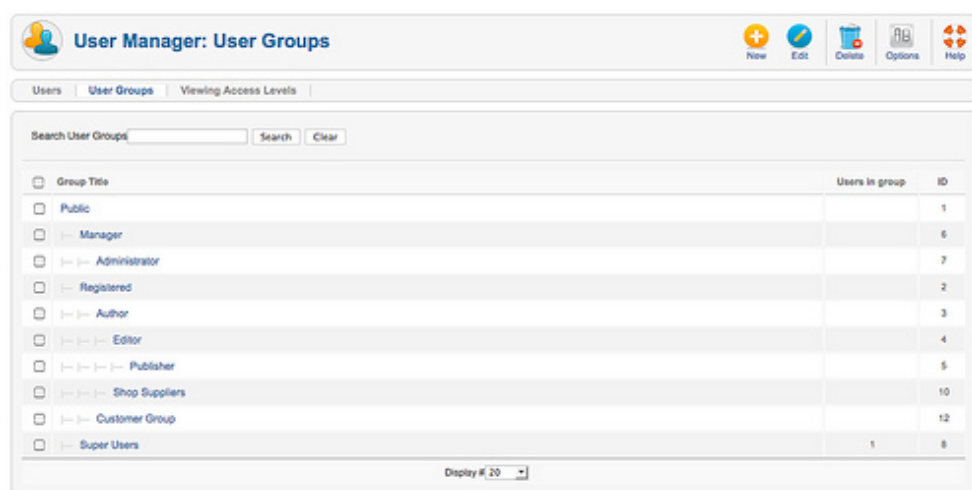 User Manager: User Groups
New Edit Delete Options Help
Users User Groups Viewing Access Levels
Search User Groups Search Clear
Group Title Users in group ID
Public 1
Manager 6
Administrator 7
Registered 2
Author 3
Editor 4
Publisher 5
Shop Suppliers 10
Customer Group 12
Super Users 1 8
Display # 20